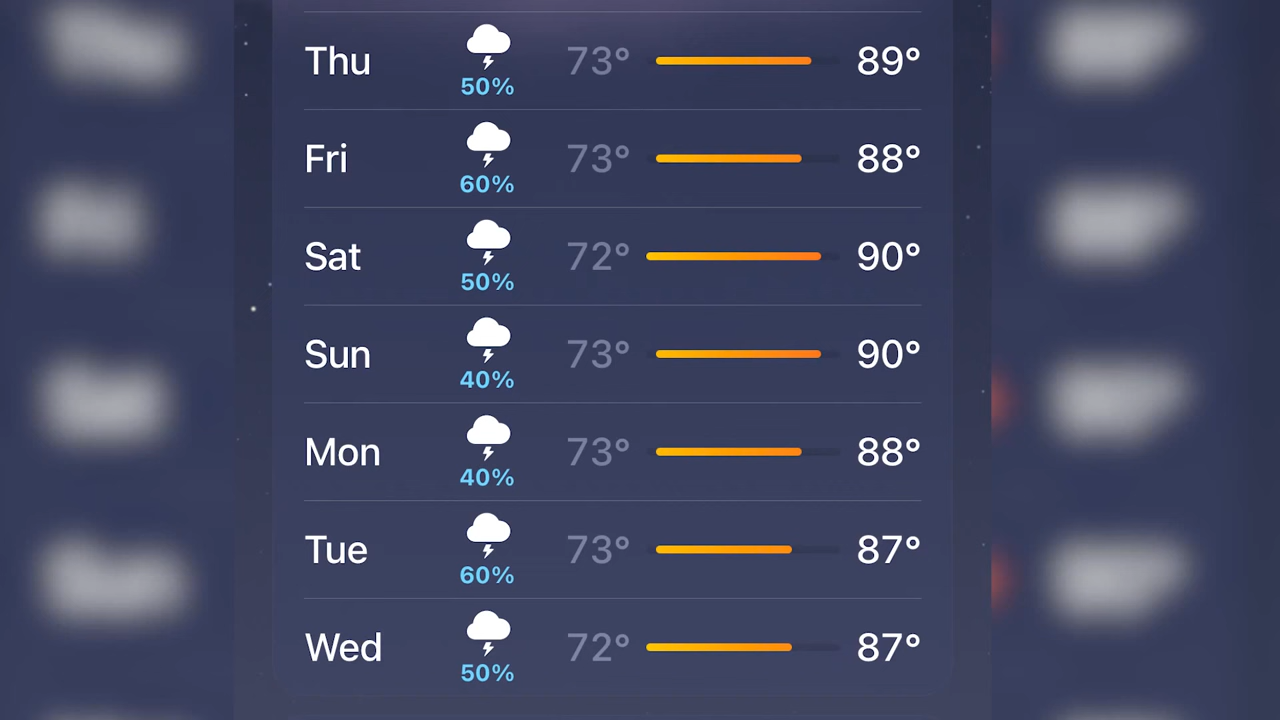 Thu 50% 73° 89°
Fri 60% 73° 88°
Sat 50% 72° 90°
Sun 40% 73° 90°
Mon 40% 73° 88°
Tue 60% 73° 87°
Wed 50% 72° 87°